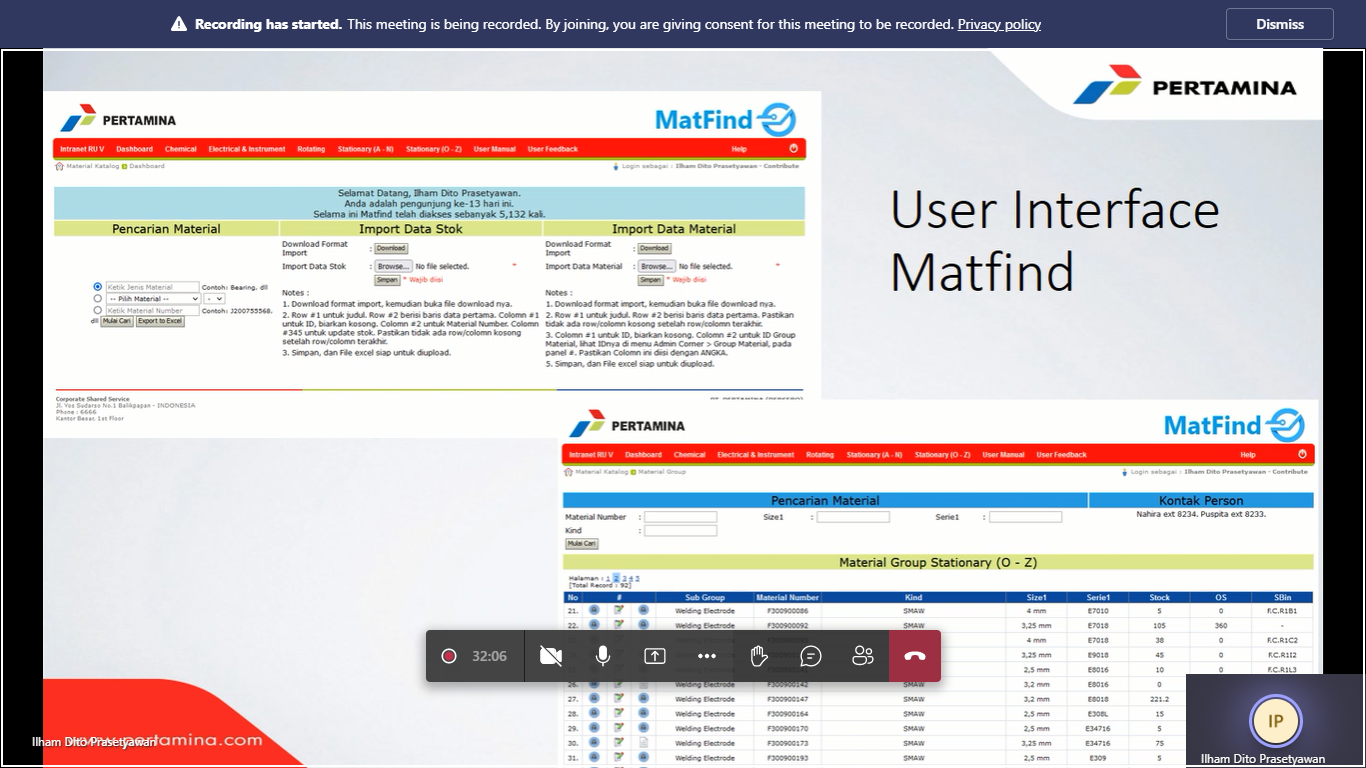 Recording has started. This meeting is being recorded. By joining, you are giving consent for this meeting to be recorded. Privacy policy
Dismiss
PERTAMINA
User Interface
Matfind
PERTAMINA
MatFind
Intranet RU V Dashboard Chemical Electrical & Instrument Rotating Stationary (A - N) Stationary (O - Z) User Manual User Feedback Help
Material Katalog Dashboard
Login sebagai : Ilham Dito Prasetyawan - Contribute
Selamat Datang, Ilham Dito Prasetyawan.
Anda adalah pengunjung ke-13 hari ini.
Selama ini Matfind telah diakses sebanyak 5,132 kali.
Pencarian Material
Ketik Jenis Material Contoh: Bearing, dll
-- Pilih Material -- -
Ketik Material Number Contoh: J200755568,
dll Mulai Cari Export to Excel
Import Data Stok
Download Format
Import : Download
Import Data Stok : Browse... No file selected. *
Simpan * Wajib diisi
Notes :
1. Download format import, kemudian buka file download nya.
2. Row #1 untuk judul. Row #2 berisi baris data pertama. Column #1
untuk ID, biarkan kosong. Column #2 untuk Material Number. Column
#345 untuk update stok. Pastikan tidak ada row/column kosong
setelah row/column terakhir.
3. Simpan, dan File excel siap untuk diupload.
Import Data Material
Download Format
Import : Download
Import Data Material : Browse... No file selected. *
Simpan * Wajib diisi
Notes :
1. Download format import, kemudian buka file download nya.
2. Row #1 untuk judul. Row #2 berisi baris data pertama. Pastikan
tidak ada row/column kosong setelah row/column terakhir.
3. Column #1 untuk ID, biarkan kosong. Column #2 untuk ID Group
Material, lihat IDnya di menu Admin Corner > Group Material, pada
panel #. Pastikan Column ini diisi dengan ANGKA.
5. Simpan, dan File excel siap untuk diupload.
Corporate Shared Service
Jl. Yos Sudarso No.1 Balikpapan - INDONESIA
Phone : 6666
Kantor Besar, 1st Floor
PT. PERTAMINA (PERSERO)
PERTAMINA
MatFind
Intranet RU V Dashboard Chemical Electrical & Instrument Rotating Stationary (A - N) Stationary (O - Z) User Manual User Feedback Help
Material Katalog Material Group
Login sebagai : Ilham Dito Prasetyawan - Contribute
Pencarian Material
Kontak Person
Material Number : Size1 : Serie1 :
Nahira ext 8234. Puspita ext 8233.
Kind :
Mulai Cari
Material Group Stationary (O - Z)
Halaman : 1 2 3 4 5
[Total Record : 92]
No # Sub Group Material Number Kind Size1 Serie1 Stock OS SBin
21. Welding Electrode F300900086 SMAW 4 mm E7010 5 0 F.C.R1B1
22. Welding Electrode F300900092 SMAW 3,25 mm E7018 105 360 -
4 mm E7018 38 0 F.C.R1C2
3,25 mm E9018 45 0 F.C.R1I2
2,5 mm E8016 10 0 F.C.R1L3
26. Welding Electrode F300900142 SMAW 3,2 mm E8016 0
27. Welding Electrode F300900147 SMAW 3,2 mm E8018 221.2
28. Welding Electrode F300900164 SMAW 2,5 mm E308L 15
29. Welding Electrode F300900170 SMAW 2,5 mm E34716 5
30. Welding Electrode F300900173 SMAW 3,25 mm E34716 75
31. Welding Electrode F300900193 SMAW 2,5 mm E309 5
32:06
www.pertamina.com
Ilham Dito Prasetyawan
IP
Ilham Dito Prasetyawan